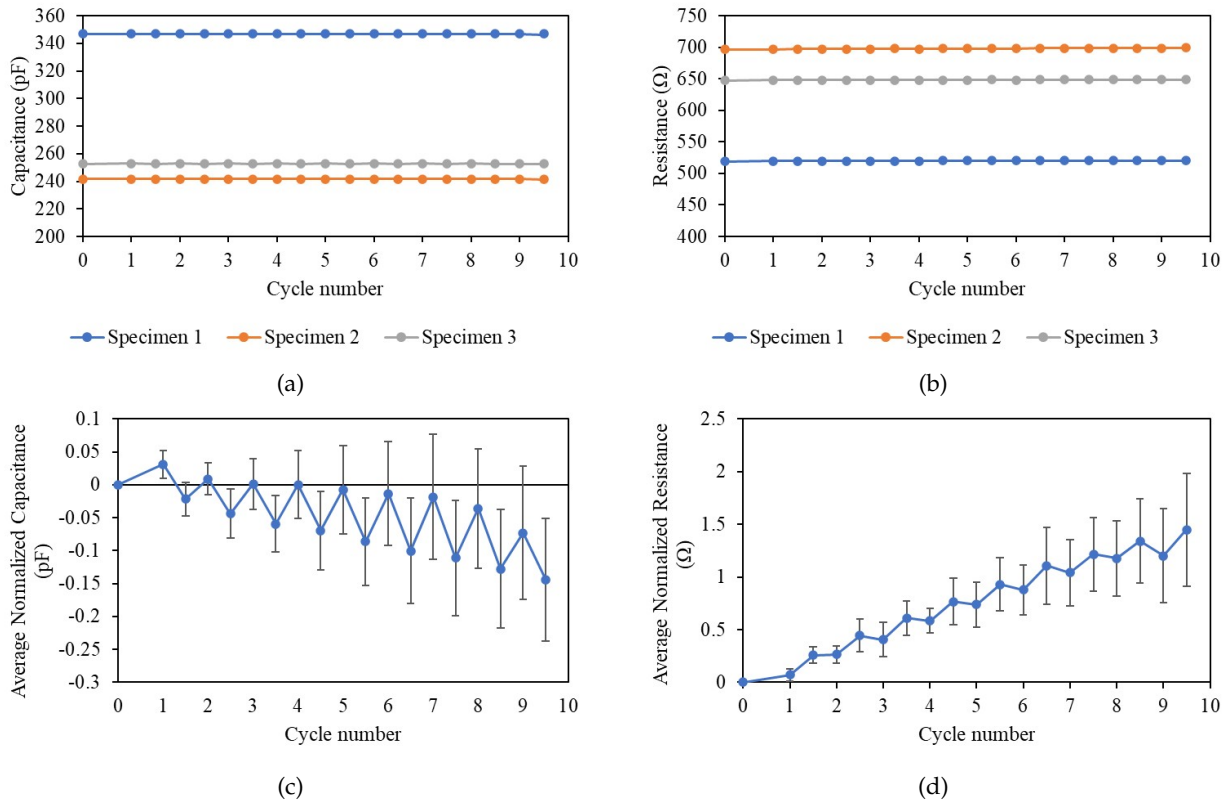 360
340
320
300
280
260
240
220
200
Capacitance (pF)
0 1 2 3 4 5 6 7 8 9 10
Cycle number
Specimen 1 Specimen 2 Specimen 3
(a)
750
700
650
600
550
500
450
400
Resistance (Ω)
0 1 2 3 4 5 6 7 8 9 10
Cycle number
Specimen 1 Specimen 2 Specimen 3
(b)
0.1
0.05
0
-0.05
-0.1
-0.15
-0.2
-0.25
-0.3
Average Normalized Capacitance
(pF)
0 1 2 3 4 5 6 7 8 9 10
Cycle number
(c)
2.5
2
1.5
1
0.5
0
Average Normalized Resistance
(Ω)
0 1 2 3 4 5 6 7 8 9 10
Cycle number
(d)